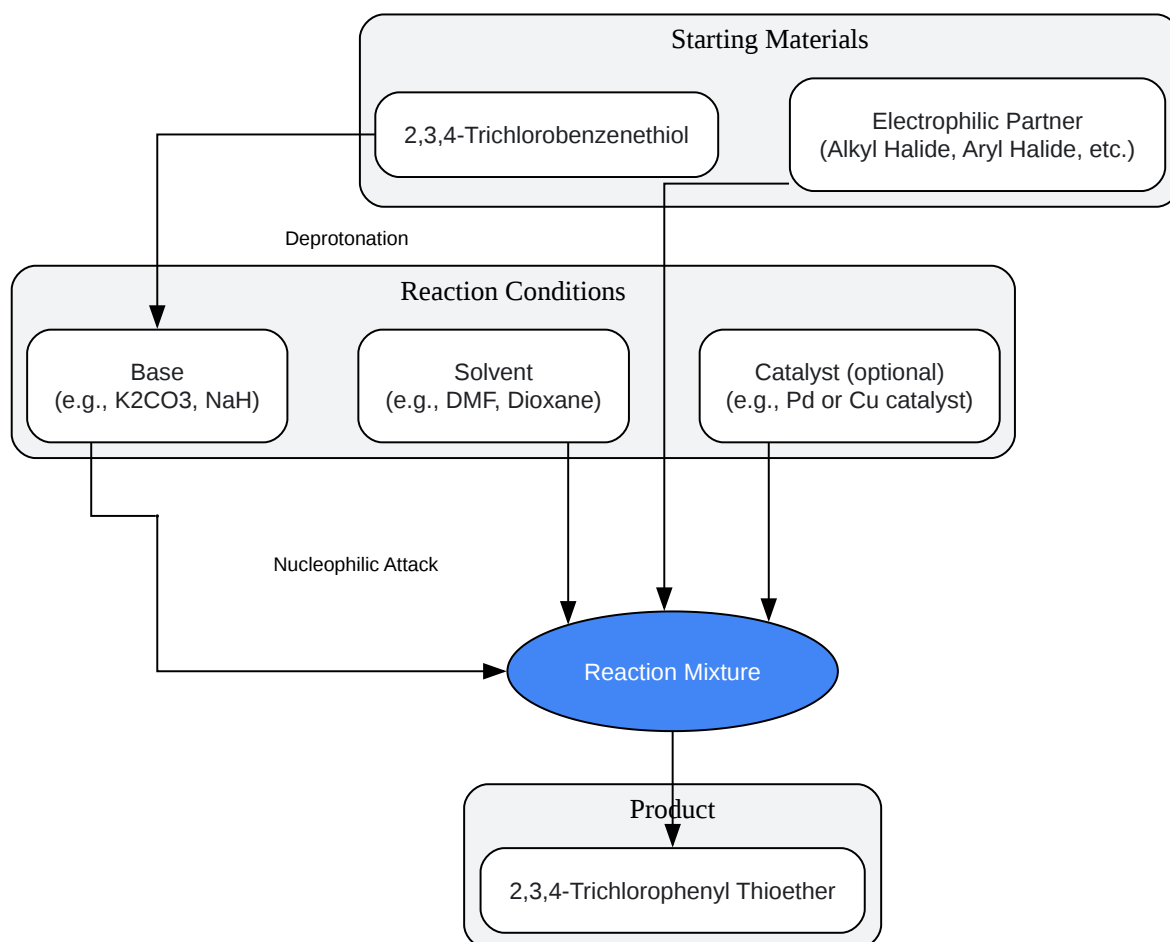 Starting Materials
2,3,4-Trichlorobenzenethiol
Electrophilic Partner
(Alkyl Halide, Aryl Halide, etc.)
Deprotonation
Reaction Conditions
Base
(e.g., K2CO3, NaH)
Solvent
(e.g., DMF, Dioxane)
Catalyst (optional)
(e.g., Pd or Cu catalyst)
Nucleophilic Attack
Reaction Mixture
Product
2,3,4-Trichlorophenyl Thioether